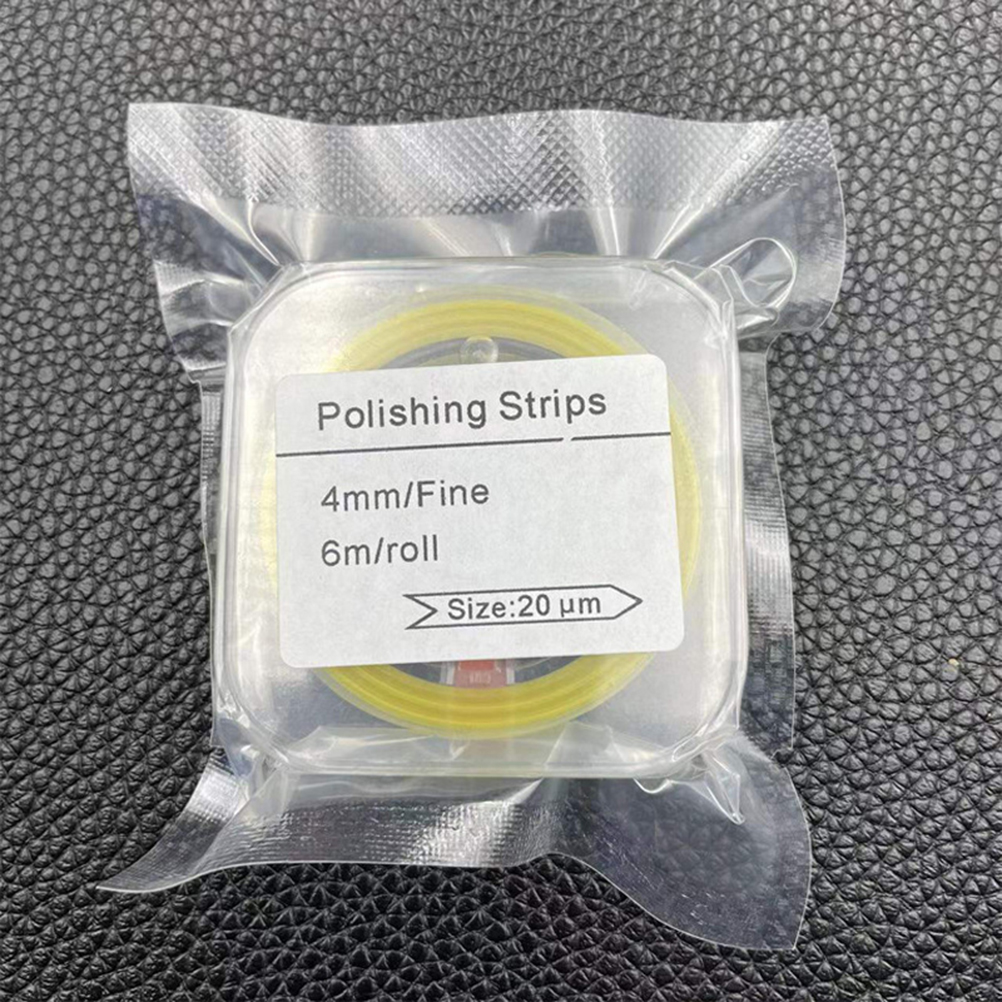 Polishing Strips
4mm/Fine
6m/roll
Size:20 μm